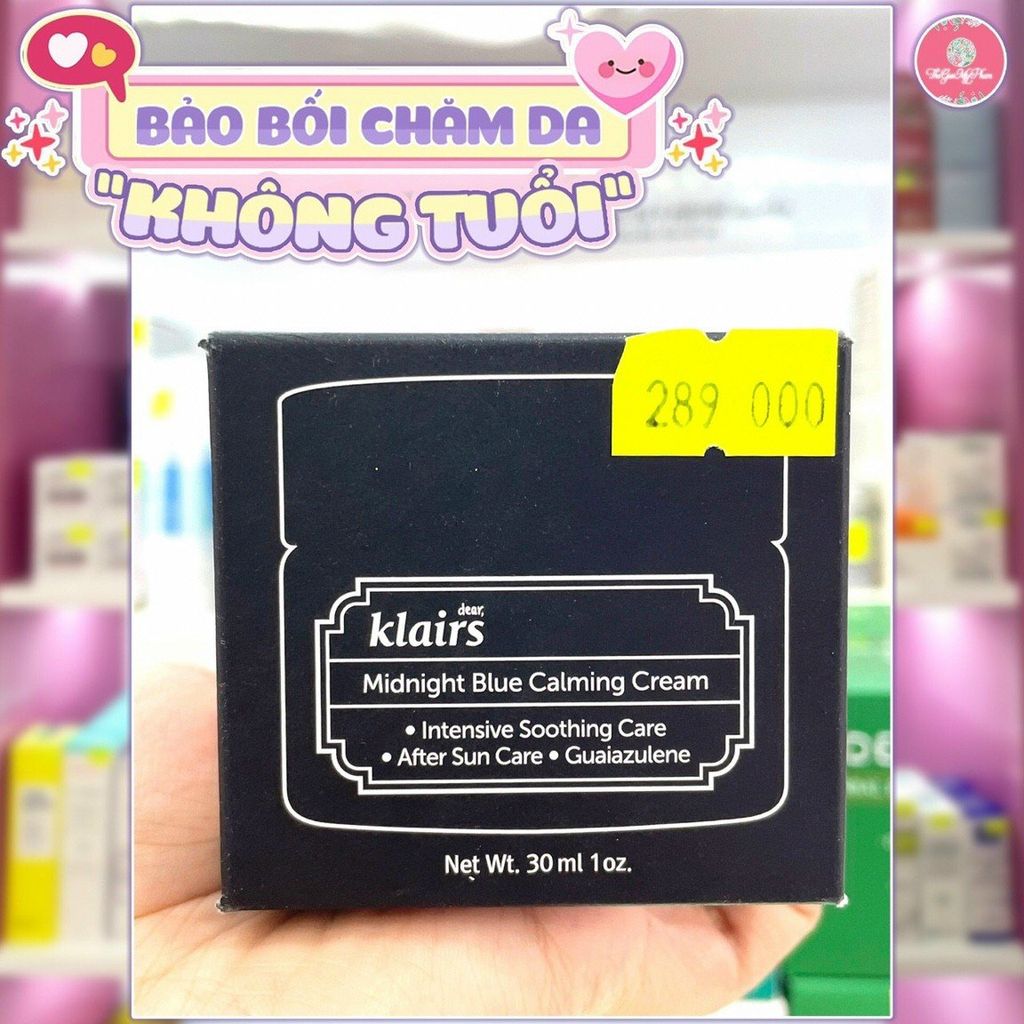 BẢO BỐI CHĂM DA
"KHÔNG TUỔI"
TheGioiMyPham
289 000
dear,
klairs
Midnight Blue Calming Cream
• Intensive Soothing Care
• After Sun Care • Guaiazulene
Net Wt. 30 ml 1 oz.